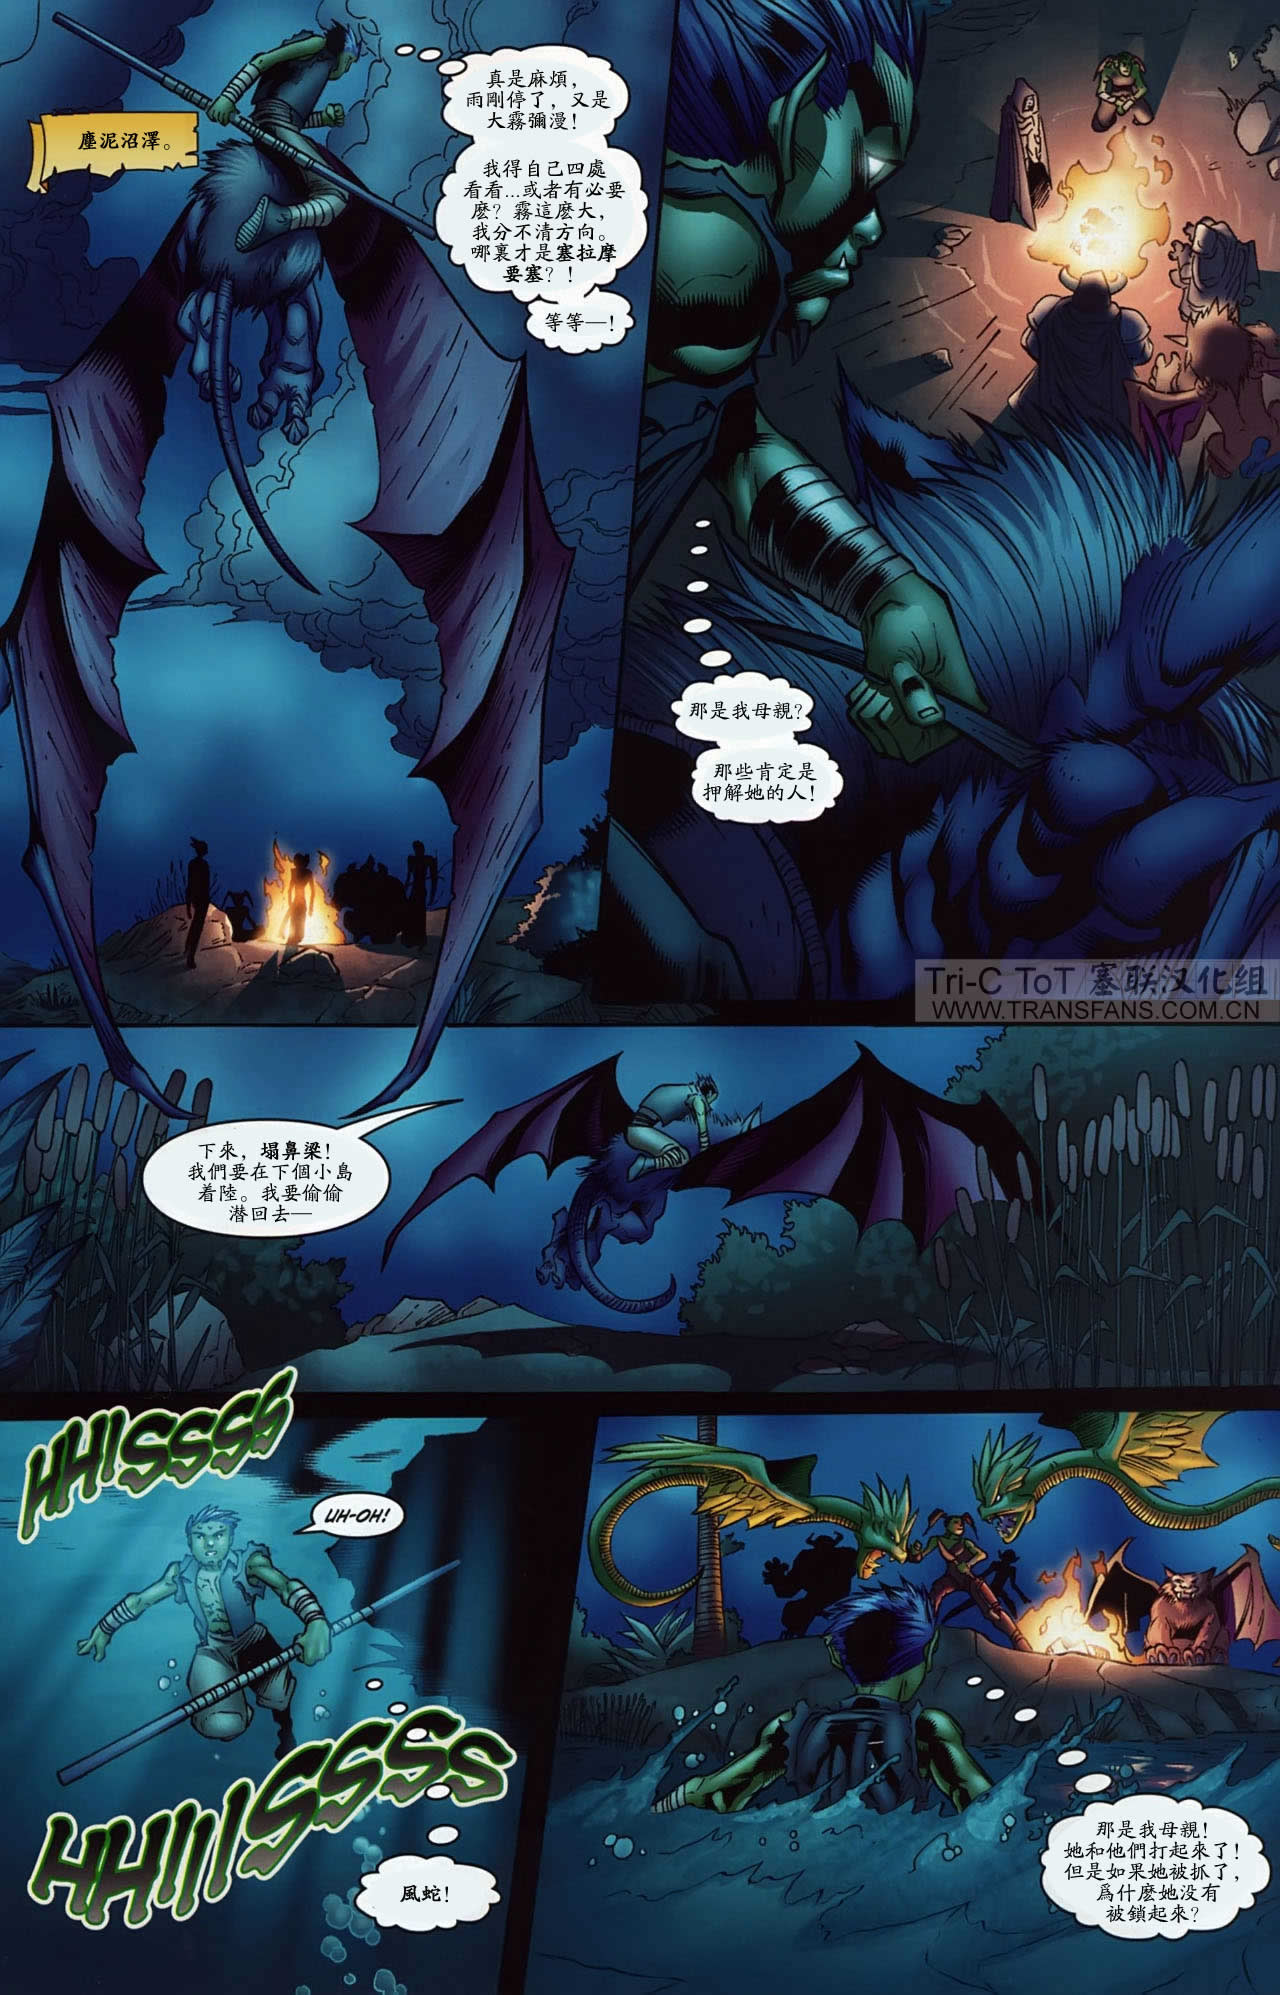 塵泥沼澤。
真是麻煩，
雨剛停了，又是
大霧彌漫！
我得自己四處
看看...或者有必要
麽？霧這麽大，
我分不清方向。
哪裏才是塞拉摩
要塞？！
等等—！
那是我母親？
那些肯定是
押解她的人！
Tri-C ToT 塞联汉化组
WWW.TRANSFANS.COM.CN
下來，塌鼻梁！
我們要在下個小島
着陸。我要偷偷
潛回去—
HHISSSS
UH-OH!
HHIIISSSS
風蛇！
那是我母親！
她和他們打起來了！
但是如果她被抓了，
爲什麽她没有
被鎖起來？